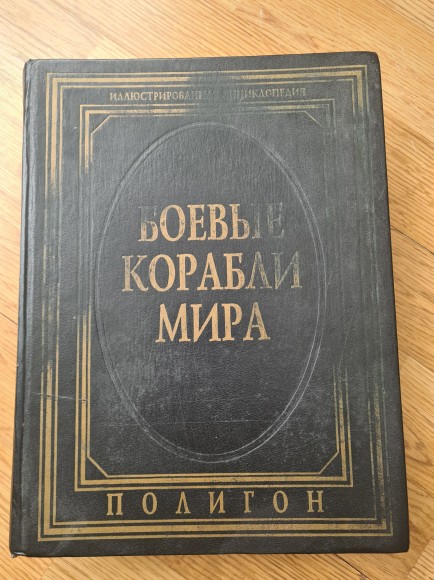 ИЛЛЮСТРИРОВАННАЯ ЭНЦИКЛОПЕДИЯ
БОЕВЫЕ
КОРАБЛИ
МИРА
ПОЛИГОН